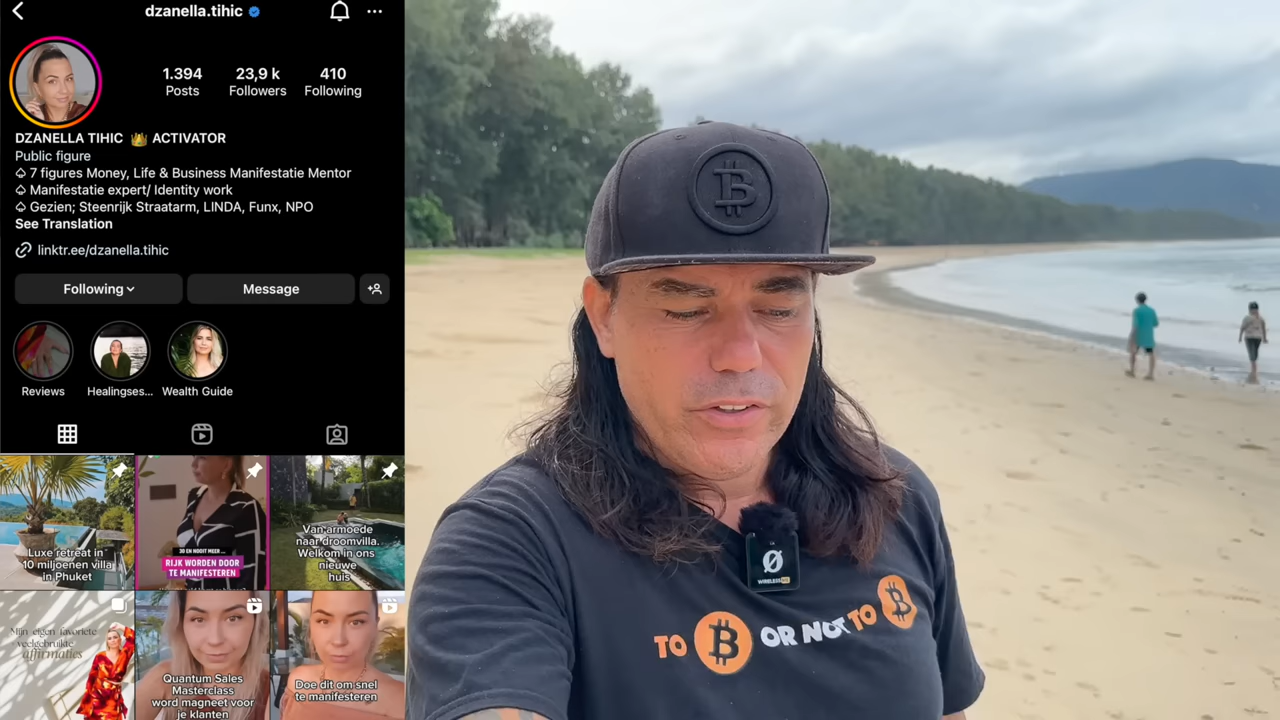 dzanella.tihic
1.394
23,9 k
410
Posts
Followers
Following
DZANELLA TIHIC 👑 ACTIVATOR
Public figure
♤ 7 figures Money, Life & Business Manifestatie Mentor
♤ Manifestatie expert/ Identity work
♤ Gezien; Steenrijk Straatarm, LINDA, Funx, NPO
See Translation
linktr.ee/dzanella.tihic
Following
Message
Reviews
Healingses...
Wealth Guide
Luxe retreat in
10 miljoenen villa
in Phuket
30 EN NOOIT MEER ...
RIJK WORDEN DOOR
TE MANIFESTEREN
Van armoede
naar droomvilla.
Welkom in ons
nieuwe
huis
Mijn eigen favoriete
veelgebruikte
affirmaties
Quantum Sales
Masterclass
word magneet voor
je klanten
Doe dit om snel
te manifesteren
WIRELESS ME
TO ₿ OR NOT TO ₿